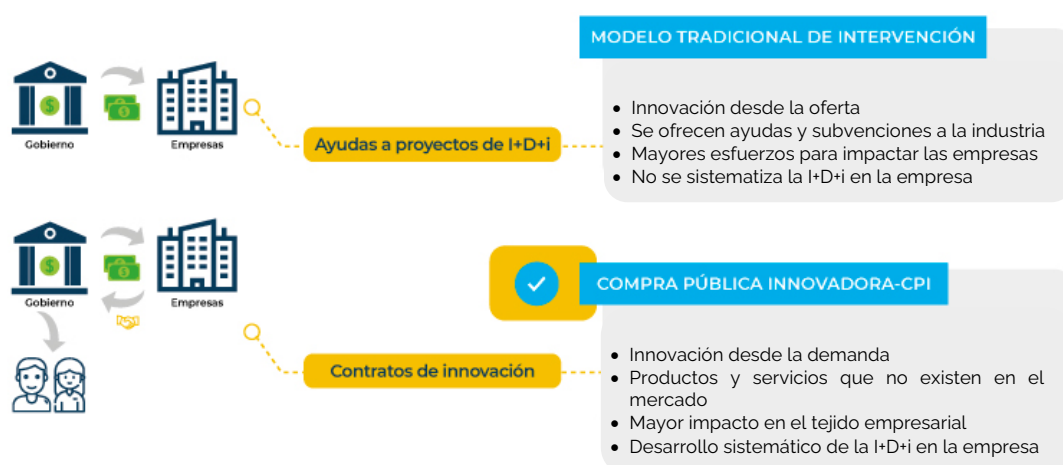 MODELO TRADICIONAL DE INTERVENCIÓN
Gobierno
Empresas
Ayudas a proyectos de I+D+i
• Innovación desde la oferta
• Se ofrecen ayudas y subvenciones a la industria
• Mayores esfuerzos para impactar las empresas
• No se sistematiza la I+D+i en la empresa
Gobierno
Empresas
COMPRA PÚBLICA INNOVADORA-CPI
Contratos de innovación
• Innovación desde la demanda
• Productos y servicios que no existen en el
mercado
• Mayor impacto en el tejido empresarial
• Desarrollo sistemático de la I+D+i en la empresa